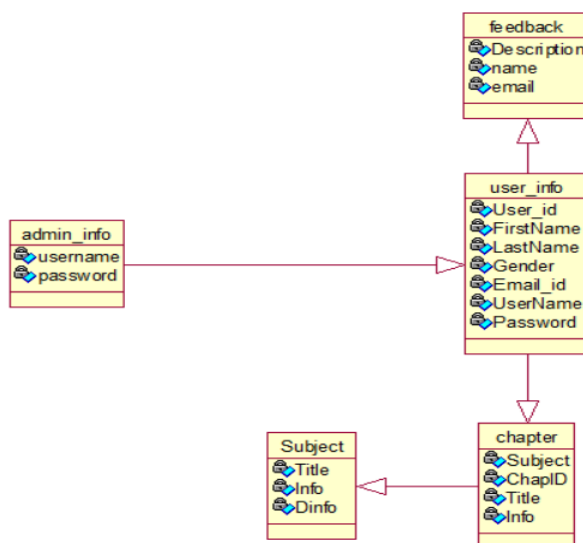 feedback
Description
name
email
user_info
User_id
FirstName
LastName
Gender
Email_id
UserName
Password
admin_info
username
password
chapter
Subject
ChapID
Title
Info
Subject
Title
Info
Dinfo